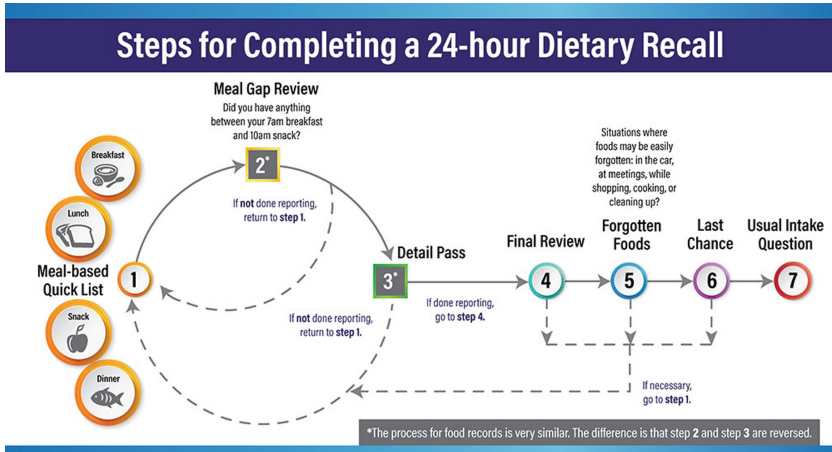 Steps for Completing a 24-hour Dietary Recall
Meal Gap Review
Did you have anything
between your 7am breakfast
and 10am snack?
2*
If not done reporting,
return to step 1.
Breakfast
Lunch
Meal-based
Quick List
1
Snack
Dinner
Detail Pass
3*
If not done reporting,
return to step 1.
If done reporting,
go to step 4.
Final Review
4
Situations where
foods may be easily
forgotten: in the car,
at meetings, while
shopping, cooking, or
cleaning up?
Forgotten
Foods
5
Last
Chance
6
Usual Intake
Question
7
If necessary,
go to step 1.
*The process for food records is very similar. The difference is that step 2 and step 3 are reversed.